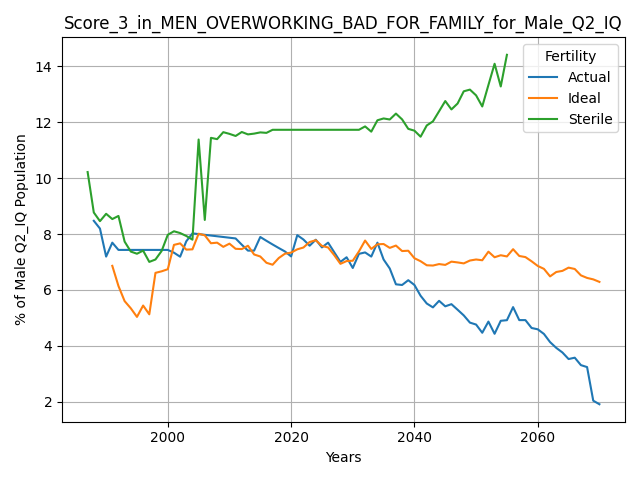 Score_3_in_MEN_OVERWORKING_BAD_FOR_FAMILY_for_Male_Q2_IQ
Fertility
Actual
Ideal
Sterile
% of Male Q2_IQ Population
14
12
10
8
6
4
2
2000
2020
2040
2060
Years